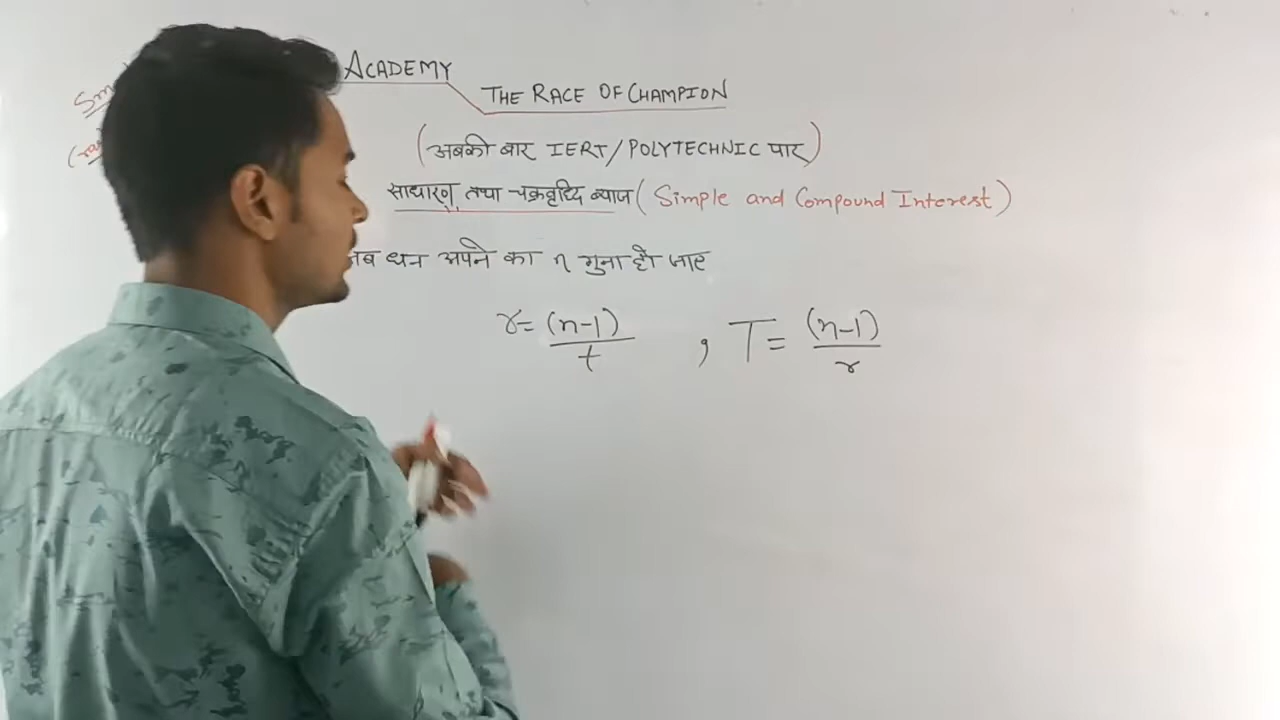 ACADEMY
THE RACE OF CHAMPION
(अबकी बार IERT/POLYTECHNIC पार)
साधारण तथा चक्रवृद्धि ब्याज (Simple and Compound Interest)
जब धन अपने का n गुना हो जाए
r = (n-1)/t , T = (n-1)/r